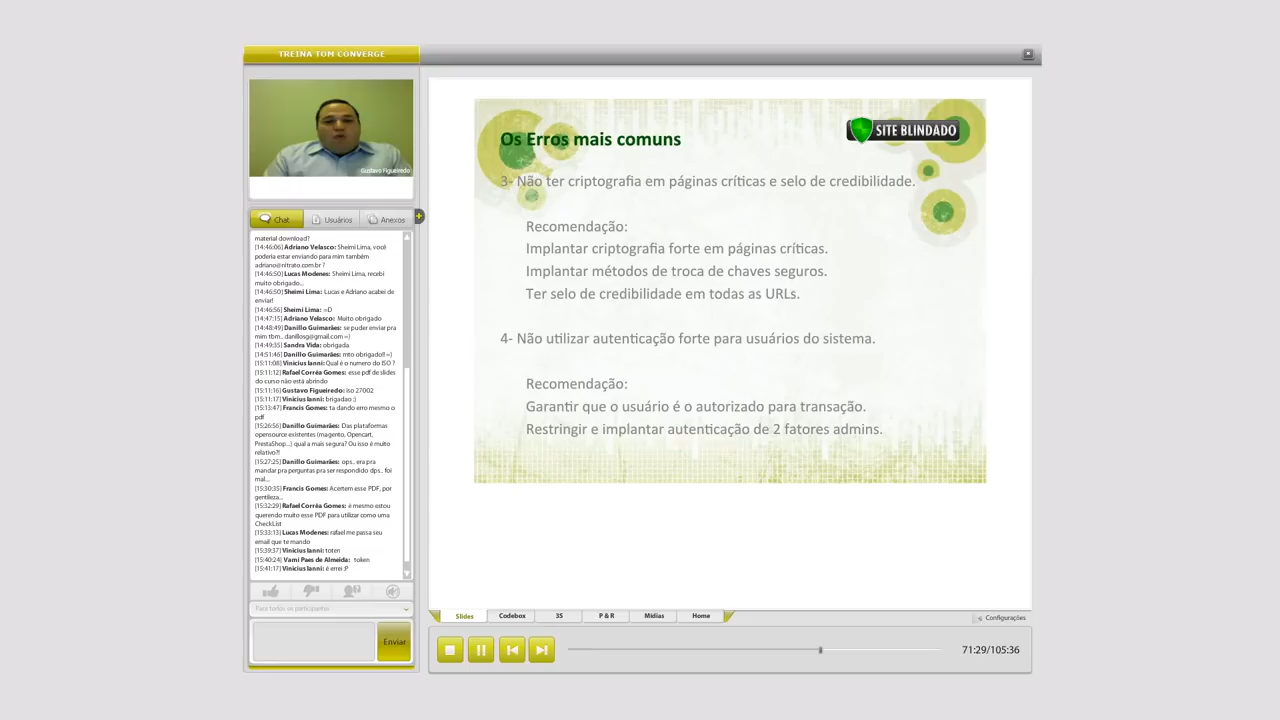 TREINA TOM CONVERGE
Gustavo Figueiredo
Chat
Usuários
Anexos
material download?
[14:46:06] Adriano Velasco: Sheimi Lima, você
poderia estar enviando para mim também
adriano@nitrato.com.br ?
[14:46:50] Lucas Modenes: Sheimi Lima, recebi
muito obrigado...
[14:46:50] Sheimi Lima: Lucas e Adriano acabei de
enviar!
[14:46:56] Sheimi Lima: =D
[14:47:15] Adriano Velasco: Muito obrigado
[14:48:49] Danillo Guimarães: se puder enviar pra
mim tbm.. danillosg@gmail.com =)
[14:49:35] Sandra Vida: obrigada
[14:51:46] Danillo Guimarães: mto obrigado!! =)
[15:11:08] Vinicius Ianni: Qual é o numero do ISO ?
[15:11:12] Rafael Corrêa Gomes: esse pdf de slides
do curso não está abrindo
[15:11:16] Gustavo Figueiredo: iso 27002
[15:11:17] Vinicius Ianni: brigadao :)
[15:13:47] Francis Gomes: ta dando erro mesmo o
pdf
[15:26:56] Danillo Guimarães: Das plataformas
opensource existentes (magento, Opencart,
PrestaShop...) qual a mais segura? Ou isso é muito
relativo?!
[15:27:25] Danillo Guimarães: ops.. era pra
mandar pra perguntas pra ser respondido dps.. foi
mal...
[15:30:35] Francis Gomes: Acertem esse PDF, por
gentileza...
[15:32:29] Rafael Corrêa Gomes: é mesmo estou
querendo muito esse PDF para utilizar como uma
CheckList
[15:33:13] Lucas Modenes: rafael me passa seu
email que te mando
[15:39:37] Vinicius Ianni: toten
[15:40:24] Vami Paes de Almeida: token
[15:41:17] Vinicius Ianni: é errei :P
Para todos os participantes
Enviar
Os Erros mais comuns
SITE BLINDADO
3- Não ter criptografia em páginas críticas e selo de credibilidade.
Recomendação:
Implantar criptografia forte em páginas críticas.
Implantar métodos de troca de chaves seguros.
Ter selo de credibilidade em todas as URLs.
4- Não utilizar autenticação forte para usuários do sistema.
Recomendação:
Garantir que o usuário é o autorizado para transação.
Restringir e implantar autenticação de 2 fatores admins.
Slides
Codebox
35
P & R
Mídias
Home
Configurações
71:29/105:36